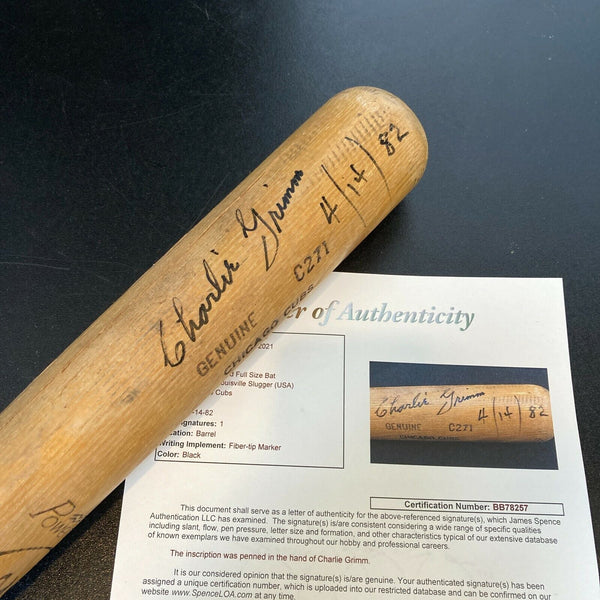 "Charlie" Grimm 4/14/82
GENUINE C271
CHICAGO CUBS
of Authenticity
2021
d Full Size Bat
ouisville Slugger (USA)
Cubs
-14-82
ignatures: 1
cation: Barrel
Writing Implement: Fiber-tip Marker
Color: Black
"Charlie" Grimm 4/14/82
GENUINE C271
CHICAGO CUBS
Certification Number: BB78257
This document shall serve as a letter of authenticity for the above-referenced signature(s), which James Spence
Authentication LLC has examined. The signature(s) is/are consistent considering a wide range of specific qualities
including slant, flow, pen pressure, letter size and formation, and other characteristics typical of our extensive database
of known exemplars we have examined throughout our hobby and professional careers.
The inscription was penned in the hand of Charlie Grimm.
It is our considered opinion that the signature(s) is/are genuine. Your authenticated signature(s) has been
assigned a unique certification number, which is uploaded into our restricted database and can be confirmed on our
website www.SpenceLOA.com at any time.